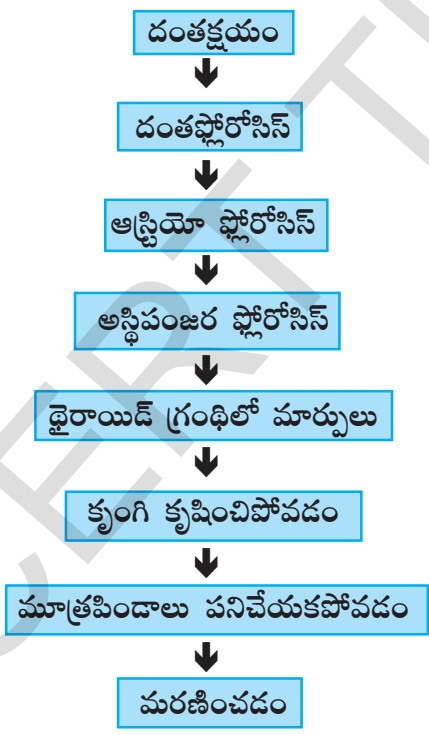 దంతక్షయం
దంతఫ్లోరోసిస్
ఆస్ట్రియో ఫ్లోరోసిస్
అస్థిపంజర ఫ్లోరోసిస్
థైరాయిడ్ గ్రంథిలో మార్పులు
కృంగి కృషించిపోవడం
మూత్రపిండాలు పనిచేయకపోవడం
మరణించడం